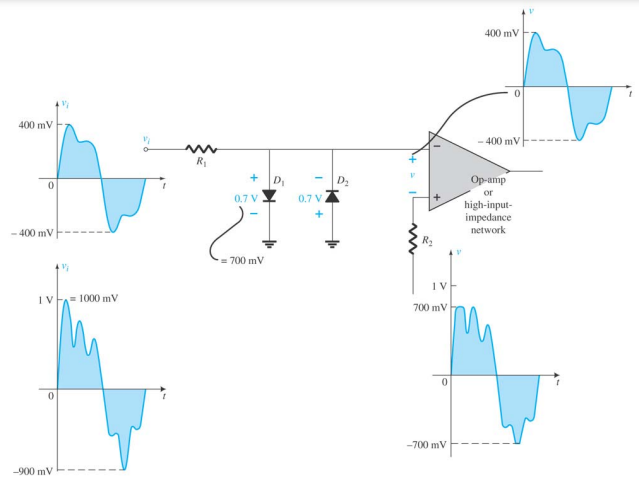 v
400 mV
0
t
– 400 mV
vi
400 mV
0
t
– 400 mV
vi
R1
+
D1
0.7 V
–
= 700 mV
–
D2
0.7 V
+
+
v
–
–
+
Op-amp
or
high-input-
impedance
network
R2
vi
1 V
= 1000 mV
0
t
–900 mV
v
1 V
700 mV
0
t
–700 mV